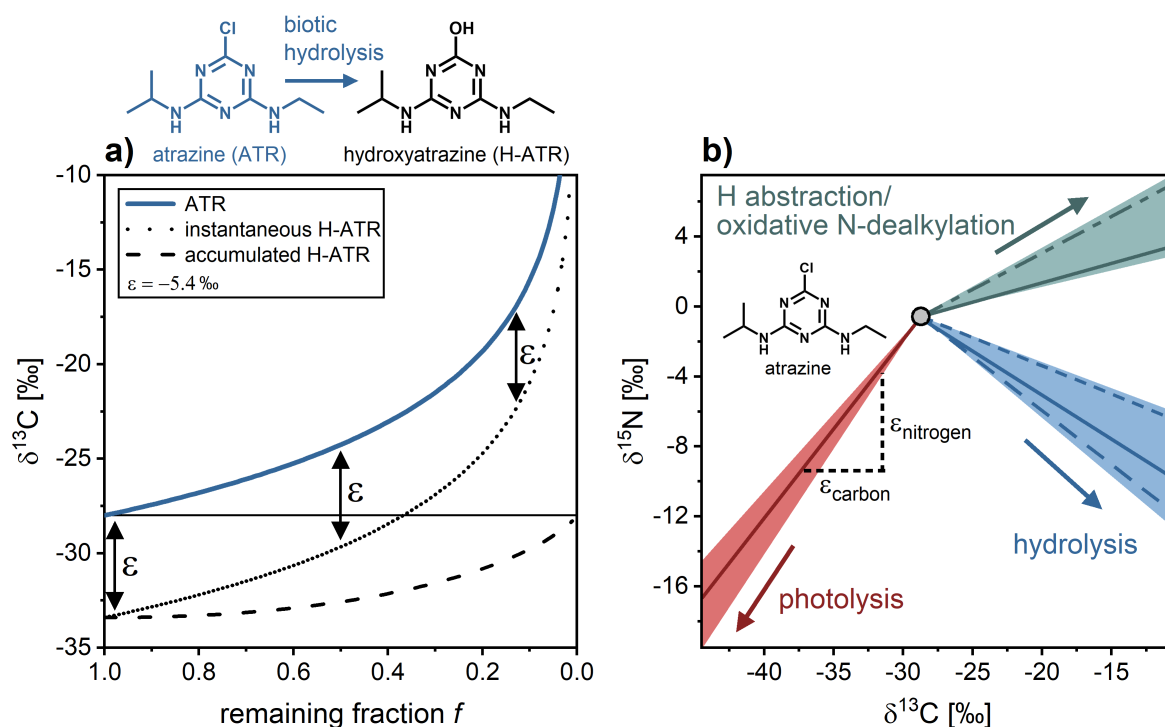 biotic
hydrolysis
Cl
N N
N
N N
H H
OH
N N
N
N N
H H
atrazine (ATR)
hydroxyatrazine (H-ATR)
a)
-10
-15
-20
-25
-30
-35
δ¹³C [‰]
ATR
instantaneous H-ATR
accumulated H-ATR
ε = −5.4 ‰
ε
ε
ε
1.0 0.8 0.6 0.4 0.2 0.0
remaining fraction f
b)
4
0
-4
-8
-12
-16
δ¹⁵N [‰]
H abstraction/
oxidative N-dealkylation
Cl
N N
N
N N
H H
atrazine
εnitrogen
εcarbon
hydrolysis
photolysis
-40 -35 -30 -25 -20 -15
δ¹³C [‰]